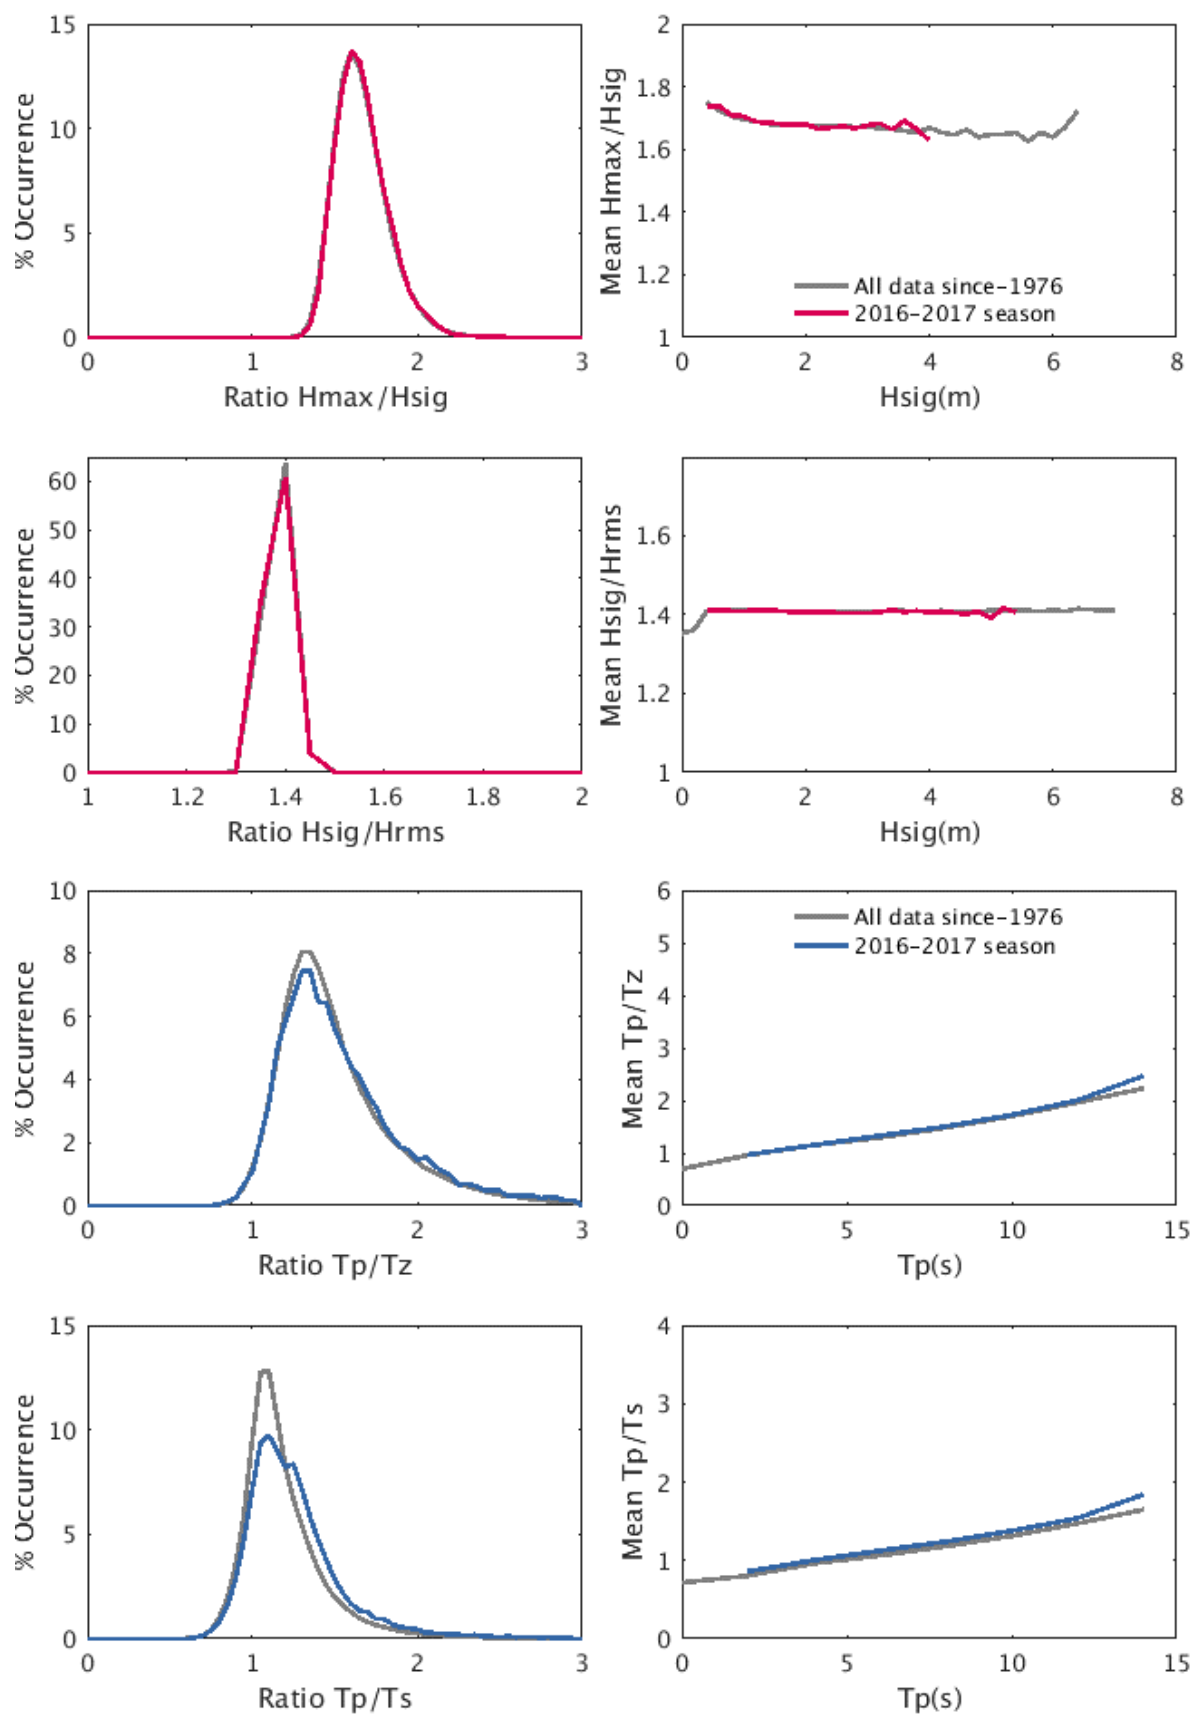 15
10
5
0
% Occurrence
0 1 2 3
Ratio Hmax/Hsig
2
1.8
1.6
1.4
1.2
1
Mean Hmax/Hsig
All data since-1976
2016-2017 season
0 2 4 6 8
Hsig(m)
60
50
40
30
20
10
0
% Occurrence
1 1.2 1.4 1.6 1.8 2
Ratio Hsig/Hrms
1.6
1.4
1.2
1
Mean Hsig/Hrms
0 2 4 6 8
Hsig(m)
10
8
6
4
2
0
% Occurrence
0 1 2 3
Ratio Tp/Tz
6
5
4
3
2
1
0
Mean Tp/Tz
All data since-1976
2016-2017 season
0 5 10 15
Tp(s)
15
10
5
0
% Occurrence
0 1 2 3
Ratio Tp/Ts
4
3
2
1
0
Mean Tp/Ts
0 5 10 15
Tp(s)